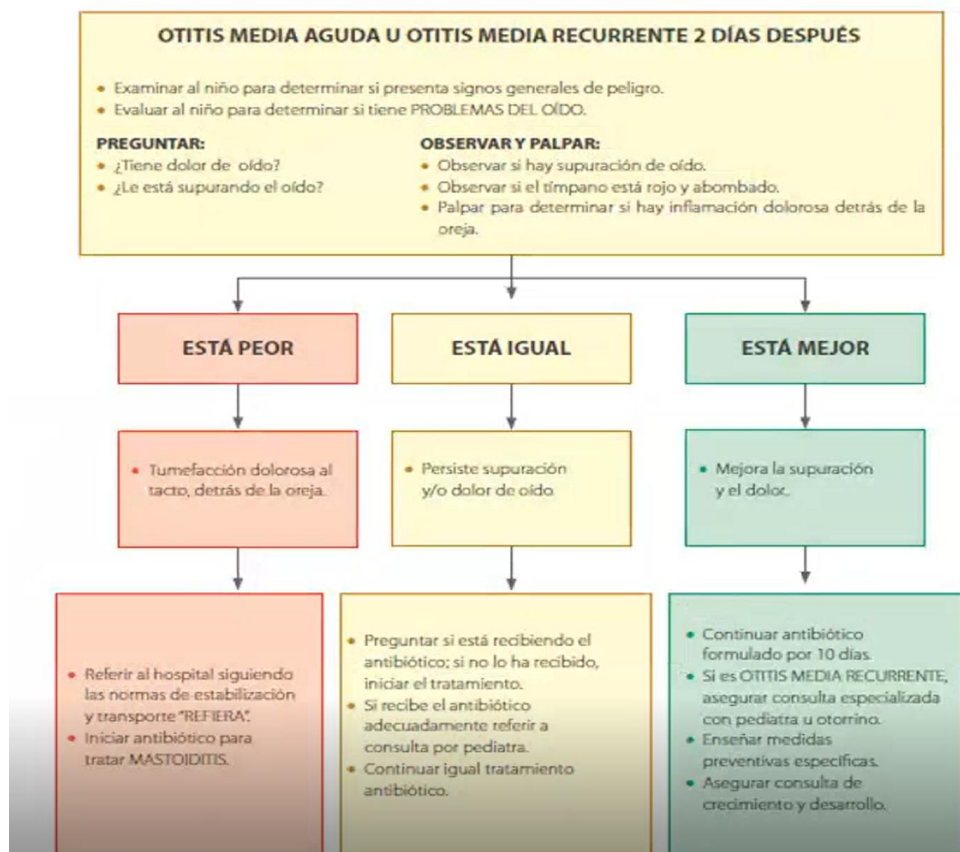 OTITIS MEDIA AGUDA U OTITIS MEDIA RECURRENTE 2 DÍAS DESPUÉS
• Examinar al niño para determinar si presenta signos generales de peligro.
• Evaluar al niño para determinar si tiene PROBLEMAS DEL OÍDO.
PREGUNTAR:
• ¿Tiene dolor de oído?
• ¿Le está supurando el oído?
OBSERVAR Y PALPAR:
• Observar si hay supuración de oído.
• Observar si el tímpano está rojo y abombado.
• Palpar para determinar si hay inflamación dolorosa detrás de la
oreja.
ESTÁ PEOR
• Tumefacción dolorosa al
tacto, detrás de la oreja.
• Referir al hospital siguiendo
las normas de estabilización
y transporte "REFIERA".
• Iniciar antibiótico para
tratar MASTOIDITIS.
ESTÁ IGUAL
• Persiste supuración
y/o dolor de oído
• Preguntar si está recibiendo el
antibiótico; si no lo ha recibido,
iniciar el tratamiento.
• Si recibe el antibiótico
adecuadamente referir a
consulta por pediatra.
• Continuar igual tratamiento
antibiótico.
ESTÁ MEJOR
• Mejora la supuración
y el dolor.
• Continuar antibiótico
formulado por 10 días.
• Si es OTITIS MEDIA RECURRENTE,
asegurar consulta especializada
con pediatra u otorrino.
• Enseñar medidas
preventivas específicas.
• Asegurar consulta de
crecimiento y desarrollo.